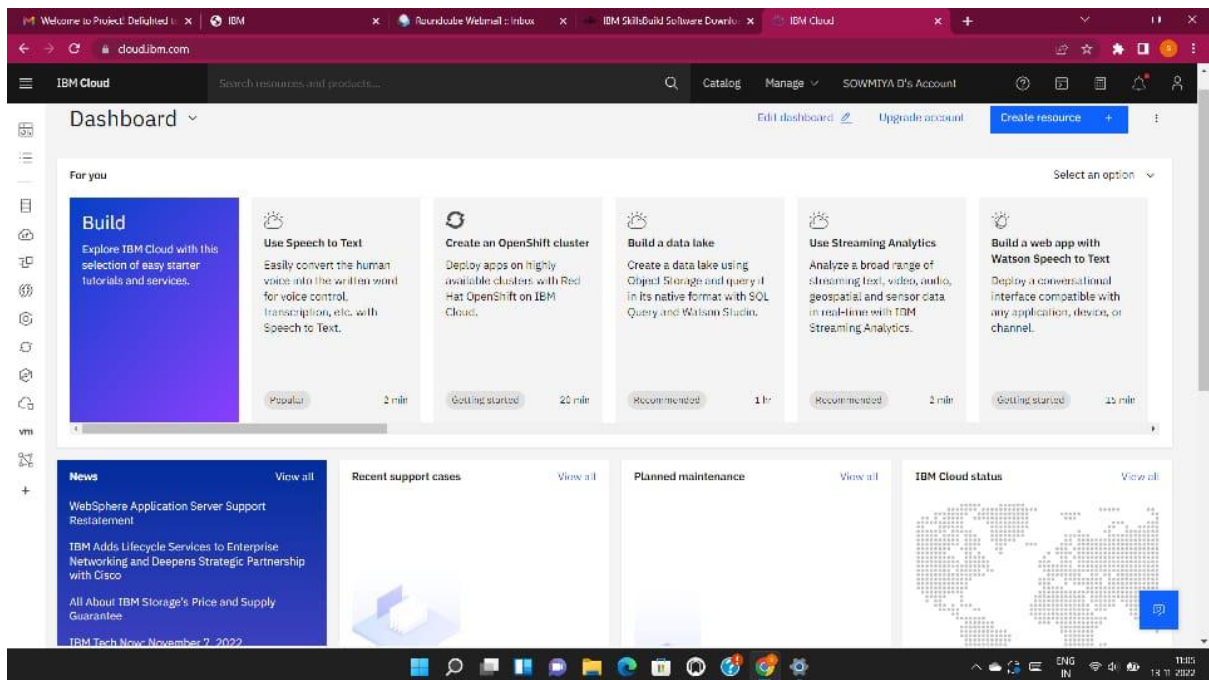 Welcome to Project! Delighted t
IBM
Roundcube Webmail :: Inbox
IBM SkillsBuild Software Downlo
IBM Cloud
cloud.ibm.com
IBM Cloud
Search resources and products...
Catalog
Manage
SOWMIYA D's Account
Dashboard
Edit dashboard
Upgrade account
Create resource +
For you
Select an option
Build
Explore IBM Cloud with this
selection of easy starter
tutorials and services.
Use Speech to Text
Easily convert the human
voice into the written word
for voice control,
transcription, etc. with
Speech to Text.
Popular
2 min
Create an OpenShift cluster
Deploy apps on highly
available clusters with Red
Hat OpenShift on IBM
Cloud.
Getting started
20 min
Build a data lake
Create a data lake using
Object Storage and query it
in its native format with SQL
Query and Watson Studio.
Recommended
1 hr
Use Streaming Analytics
Analyze a broad range of
streaming text, video, audio,
geospatial and sensor data
in real-time with IBM
Streaming Analytics.
Recommended
2 min
Build a web app with
Watson Speech to Text
Deploy a conversational
interface compatible with
any application, device, or
channel.
Getting started
15 min
vm
News
View all
WebSphere Application Server Support
Restatement
IBM Adds Lifecycle Services to Enterprise
Networking and Deepens Strategic Partnership
with Cisco
All About IBM Storage's Price and Supply
Guarantee
IBM Tech Now: November 7, 2022
Recent support cases
View all
Planned maintenance
View all
IBM Cloud status
View all
ENG
IN
11:05
18-11-2022